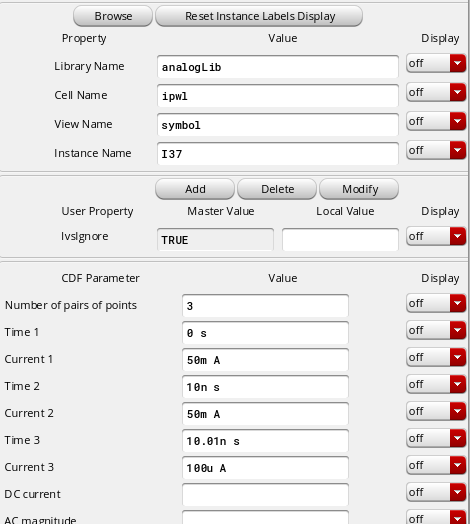 Browse Reset Instance Labels Display
Property Value Display
Library Name analogLib off
Cell Name ipwl off
View Name symbol off
Instance Name I37 off
Add Delete Modify
User Property Master Value Local Value Display
lvsIgnore TRUE off
CDF Parameter Value Display
Number of pairs of points 3 off
Time 1 0 s off
Current 1 50m A off
Time 2 10n s off
Current 2 50m A off
Time 3 10.01n s off
Current 3 100u A off
DC current off
AC magnitude off